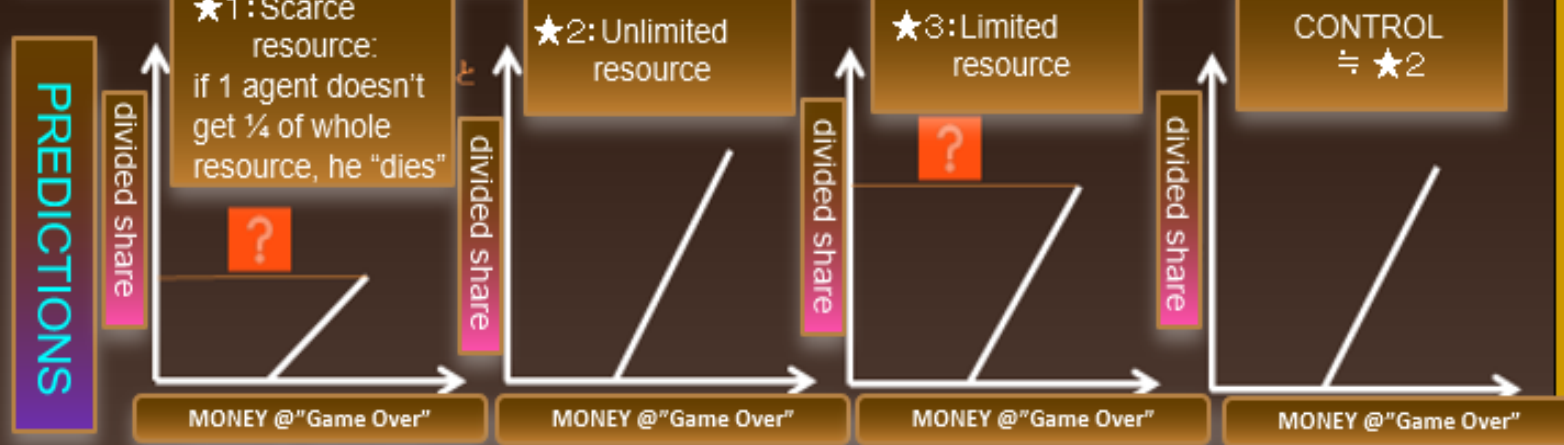 PREDICTIONS
divided share
★1:Scarce
resource:
if 1 agent doesn't
get ¼ of whole
resource, he “dies”
?
MONEY @”Game Over”
と
divided share
★2:Unlimited
resource
MONEY @”Game Over”
divided share
★3:Limited
resource
?
MONEY @”Game Over”
divided share
CONTROL
≒ ★2
MONEY @”Game Over”